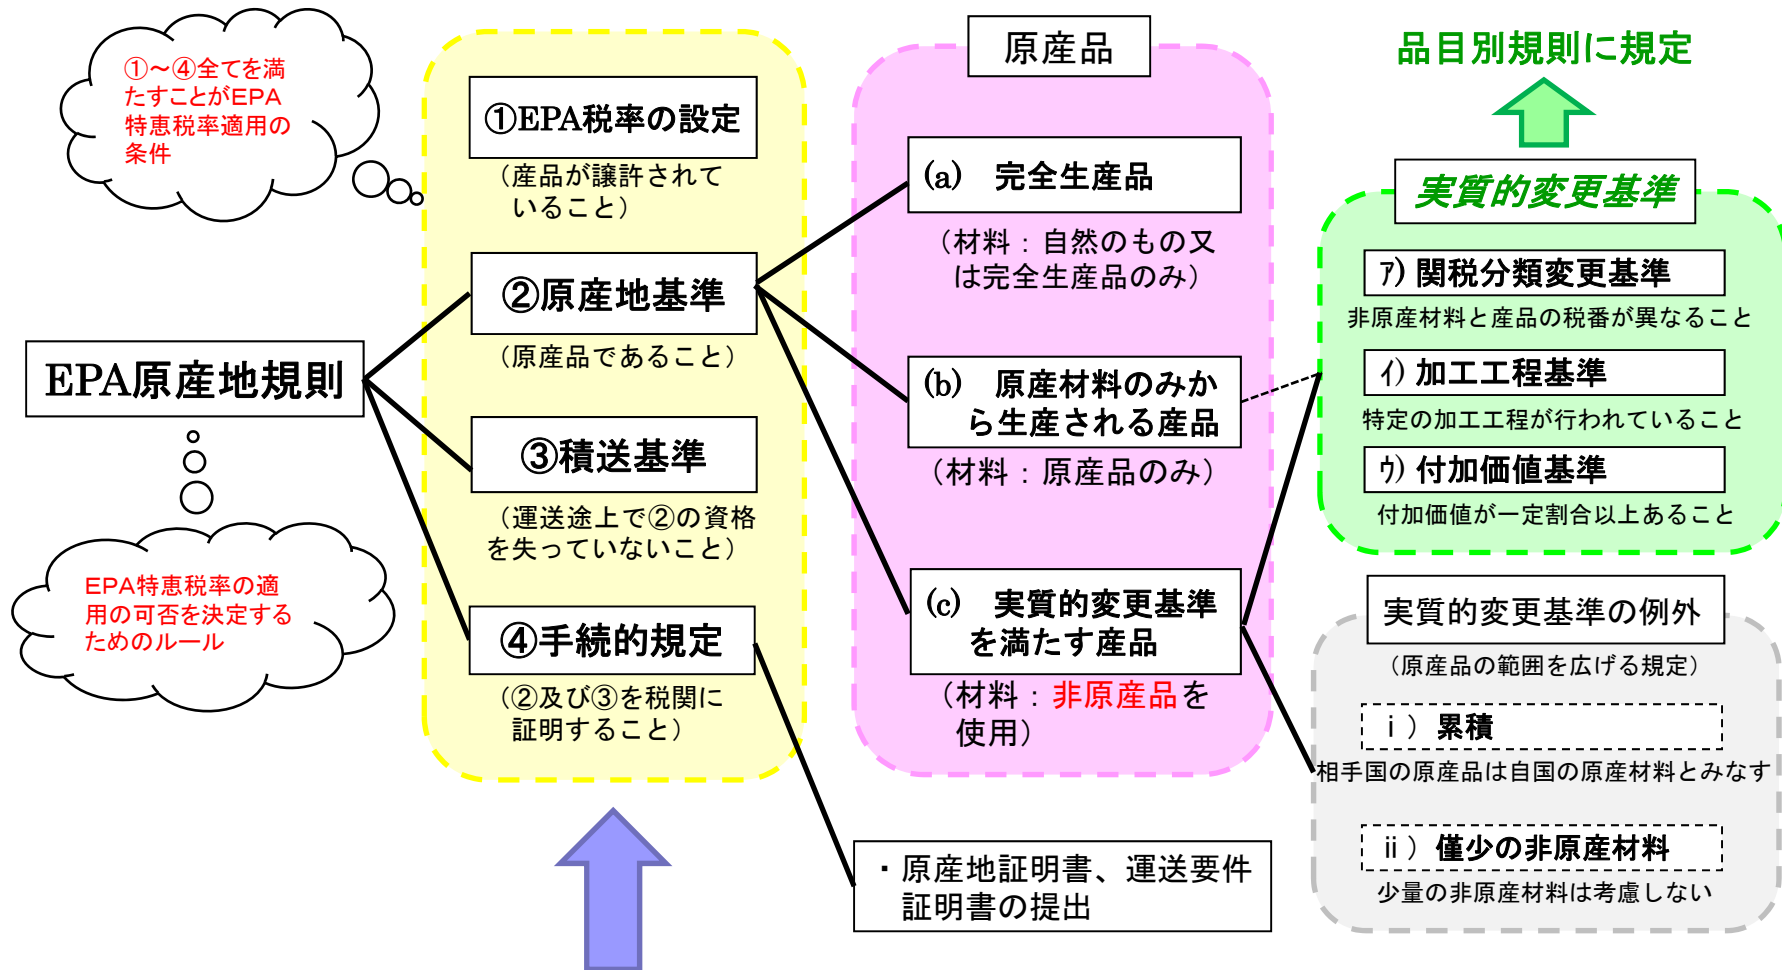 ①～④全てを満
たすことがEPA
特恵税率適用の
条件
EPA原産地規則
EPA特恵税率の適
用の可否を決定する
ためのルール
①EPA税率の設定
（産品が譲許されて
いること）
②原産地基準
（原産品であること）
③積送基準
（運送途上で②の資格
を失っていないこと）
④手続的規定
（②及び③を税関に
証明すること）
原産品
(a)　完全生産品
（材料：自然のもの又
は完全生産品のみ）
(b)　原産材料のみか
ら生産される産品
（材料：原産品のみ）
(c)　実質的変更基準
を満たす産品
（材料：非原産品を
使用）
・原産地証明書、運送要件
証明書の提出
品目別規則に規定
実質的変更基準
ｱ) 関税分類変更基準
非原産材料と産品の税番が異なること
ｲ) 加工工程基準
特定の加工工程が行われていること
ｳ) 付加価値基準
付加価値が一定割合以上あること
実質的変更基準の例外
（原産品の範囲を広げる規定）
ⅰ）累積
相手国の原産品は自国の原産材料とみなす
ⅱ）僅少の非原産材料
少量の非原産材料は考慮しない